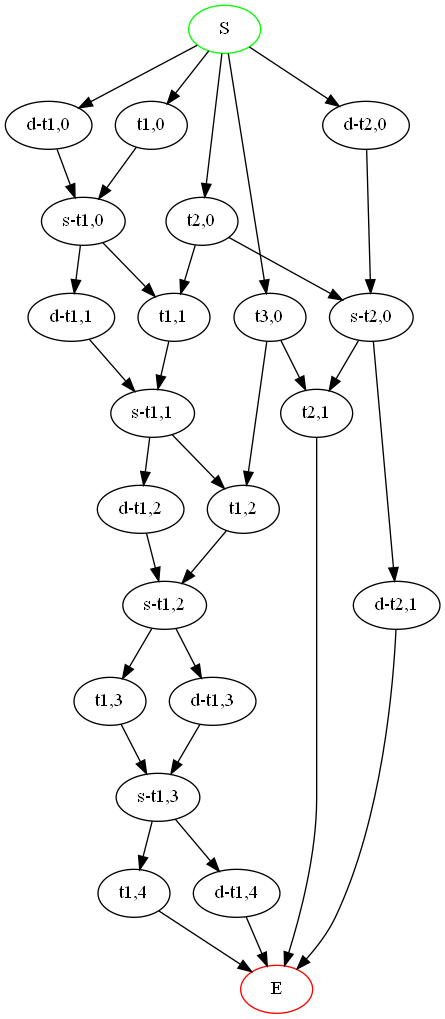 S
d-t1,0
t1,0
d-t2,0
s-t1,0
t2,0
d-t1,1
t1,1
t3,0
s-t2,0
s-t1,1
t2,1
d-t1,2
t1,2
s-t1,2
d-t2,1
t1,3
d-t1,3
s-t1,3
t1,4
d-t1,4
E